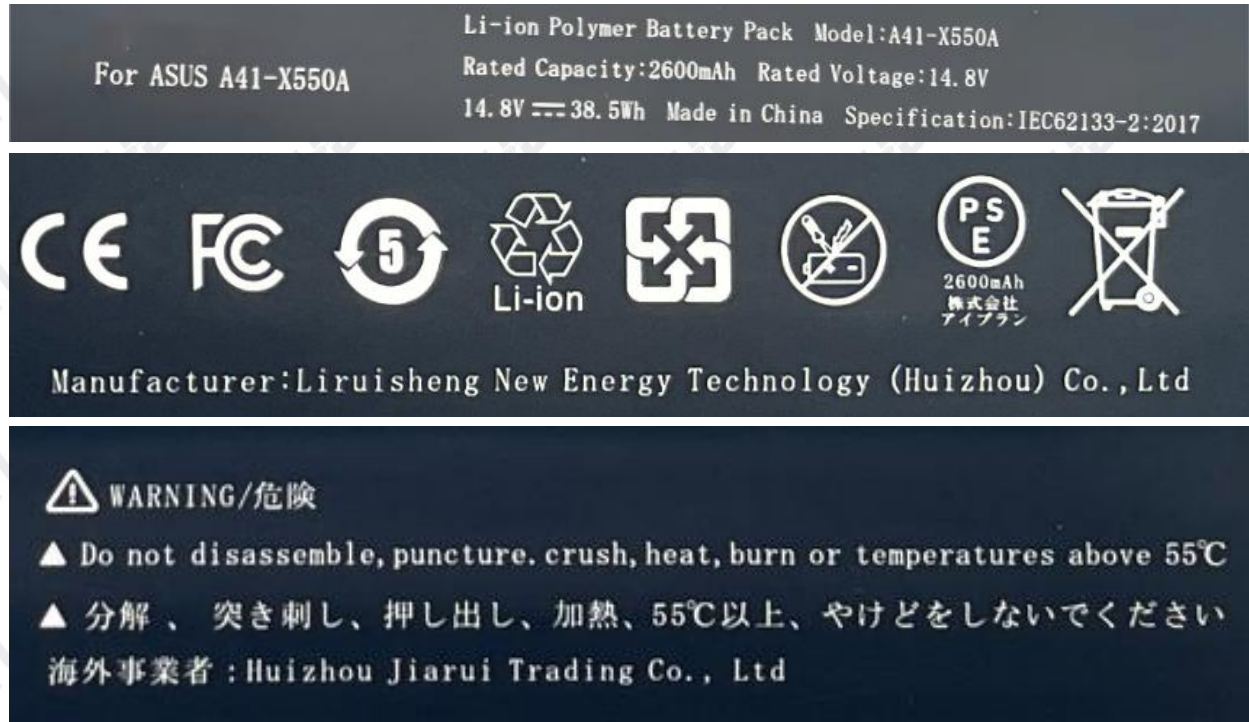 For ASUS A41-X550A
Li-ion Polymer Battery Pack Model:A41-X550A
Rated Capacity:2600mAh Rated Voltage:14.8V
14.8V ⎓ 38.5Wh Made in China Specification:IEC62133-2:2017
CE FC 5
Li-ion
PS
E
2600mAh
株式会社
アイプラン
Manufacturer:Liruisheng New Energy Technology (Huizhou) Co.,Ltd
WARNING/危険
▲ Do not disassemble,puncture.crush,heat,burn or temperatures above 55℃
▲ 分解 、 突き刺し、押し出し、加熱、55℃以上、やけどをしないでください
海外事業者:Huizhou Jiarui Trading Co., Ltd